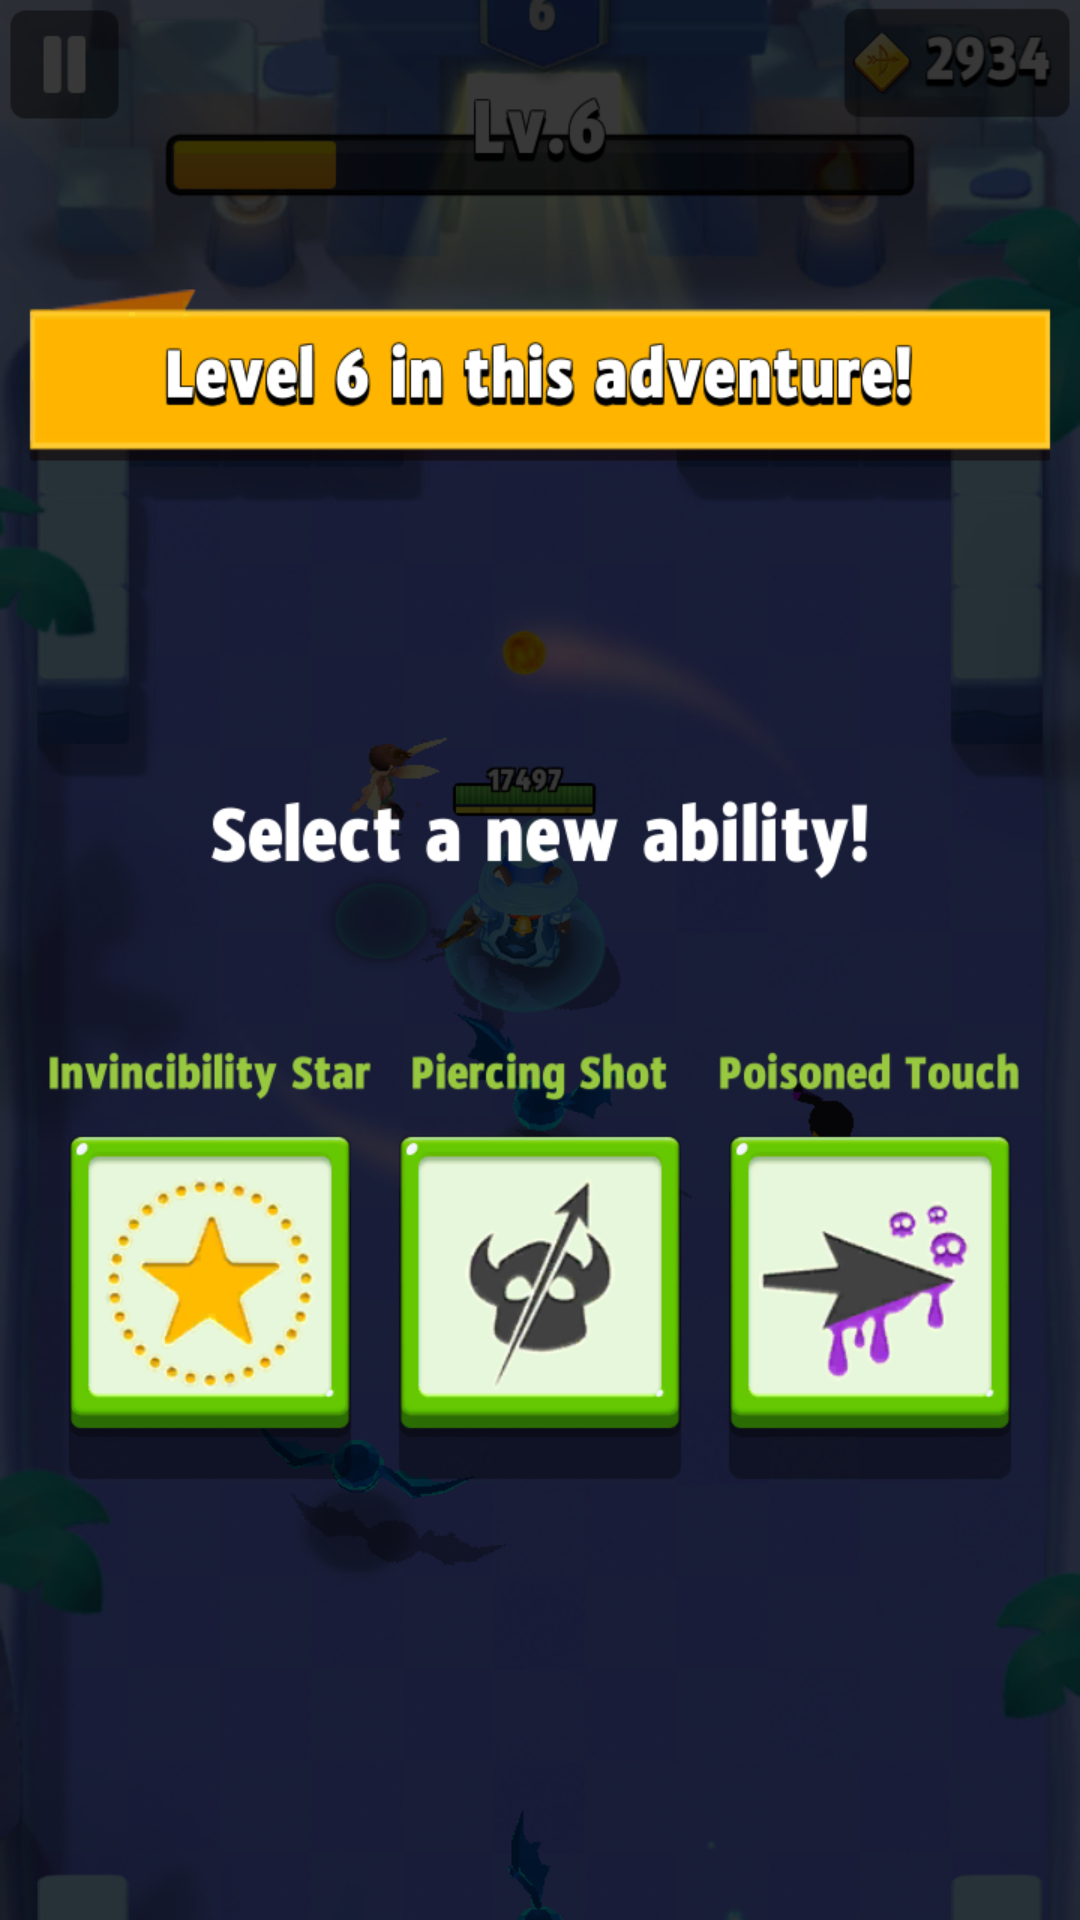 6
2934
Lv.6
Level 6 in this adventure!
17497
Select a new ability!
Invincibility Star
Piercing Shot
Poisoned Touch